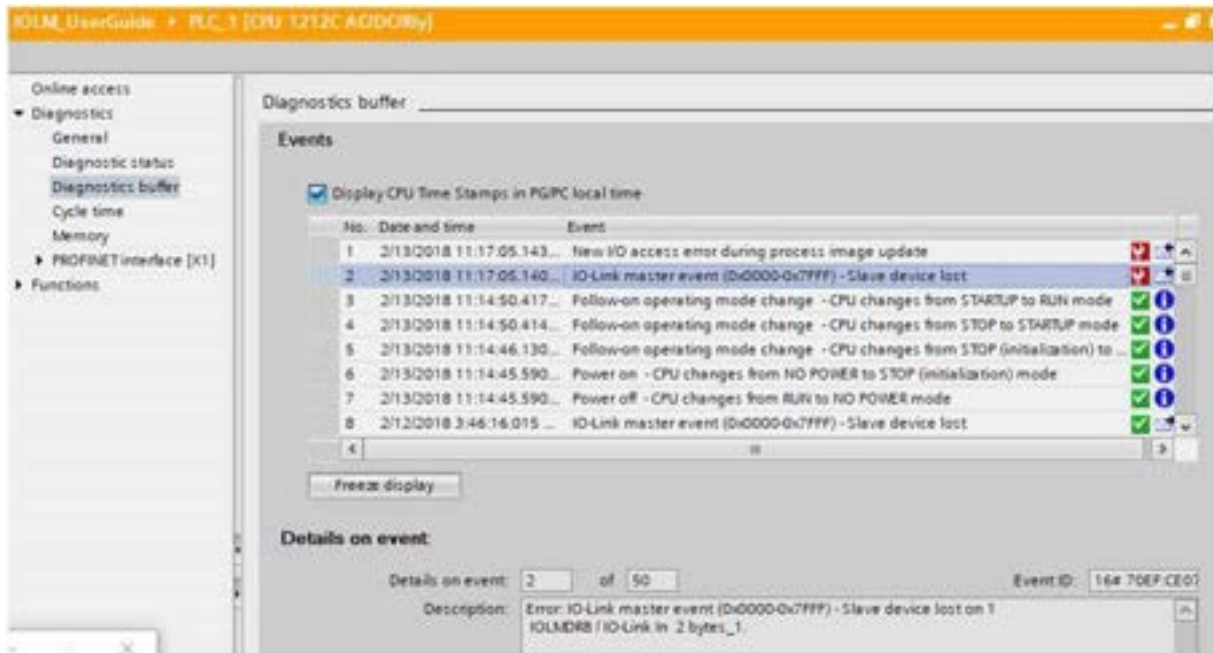 IOLM_UserGuide ▸ PLC_1 [CPU 1212C AC/DC/Rly]
Online access
Diagnostics
General
Diagnostic status
Diagnostics buffer
Cycle time
Memory
PROFINET interface [X1]
Functions
Diagnostics buffer
Events
Display CPU Time Stamps in PG/PC local time
No. Date and time Event
1 2/13/2018 11:17:05.143... New I/O access error during process image update
2 2/13/2018 11:17:05.140... IO-Link master event (0x0000-0x7FFF) - Slave device lost
3 2/13/2018 11:14:50.417... Follow-on operating mode change - CPU changes from STARTUP to RUN mode
4 2/13/2018 11:14:50.414... Follow-on operating mode change - CPU changes from STOP to STARTUP mode
5 2/13/2018 11:14:46.130... Follow-on operating mode change - CPU changes from STOP (initialization) to ...
6 2/13/2018 11:14:45.590... Power on - CPU changes from NO POWER to STOP (initialization) mode
7 2/13/2018 11:14:45.590... Power off - CPU changes from RUN to NO POWER mode
8 2/12/2018 3:46:16.015 ... IO-Link master event (0x0000-0x7FFF) - Slave device lost
Freeze display
Details on event
Details on event: 2 of 50 Event ID: 16# 70EF:CE07
Description: Error: IO-Link master event (0x0000-0x7FFF) - Slave device lost on 1
IOLMDR8 / IO-Link In 2 bytes_1.